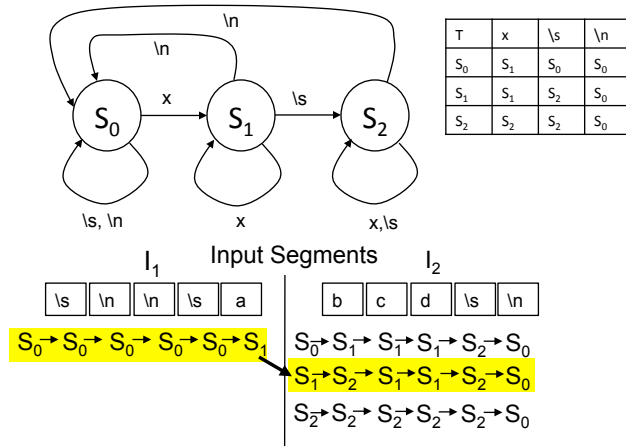 \n
\n
x
\s
S0
S1
S2
\s, \n
x
x,\s
T x \s \n
S0 S1 S0 S0
S1 S1 S2 S0
S2 S2 S2 S0
Input Segments
I1
I2
\s \n \n \s a
b c d \s \n
S0→S0→S0→S0→S0→S1
S0→S1→S1→S1→S2→S0
S1→S2→S1→S1→S2→S0
S2→S2→S2→S2→S2→S0